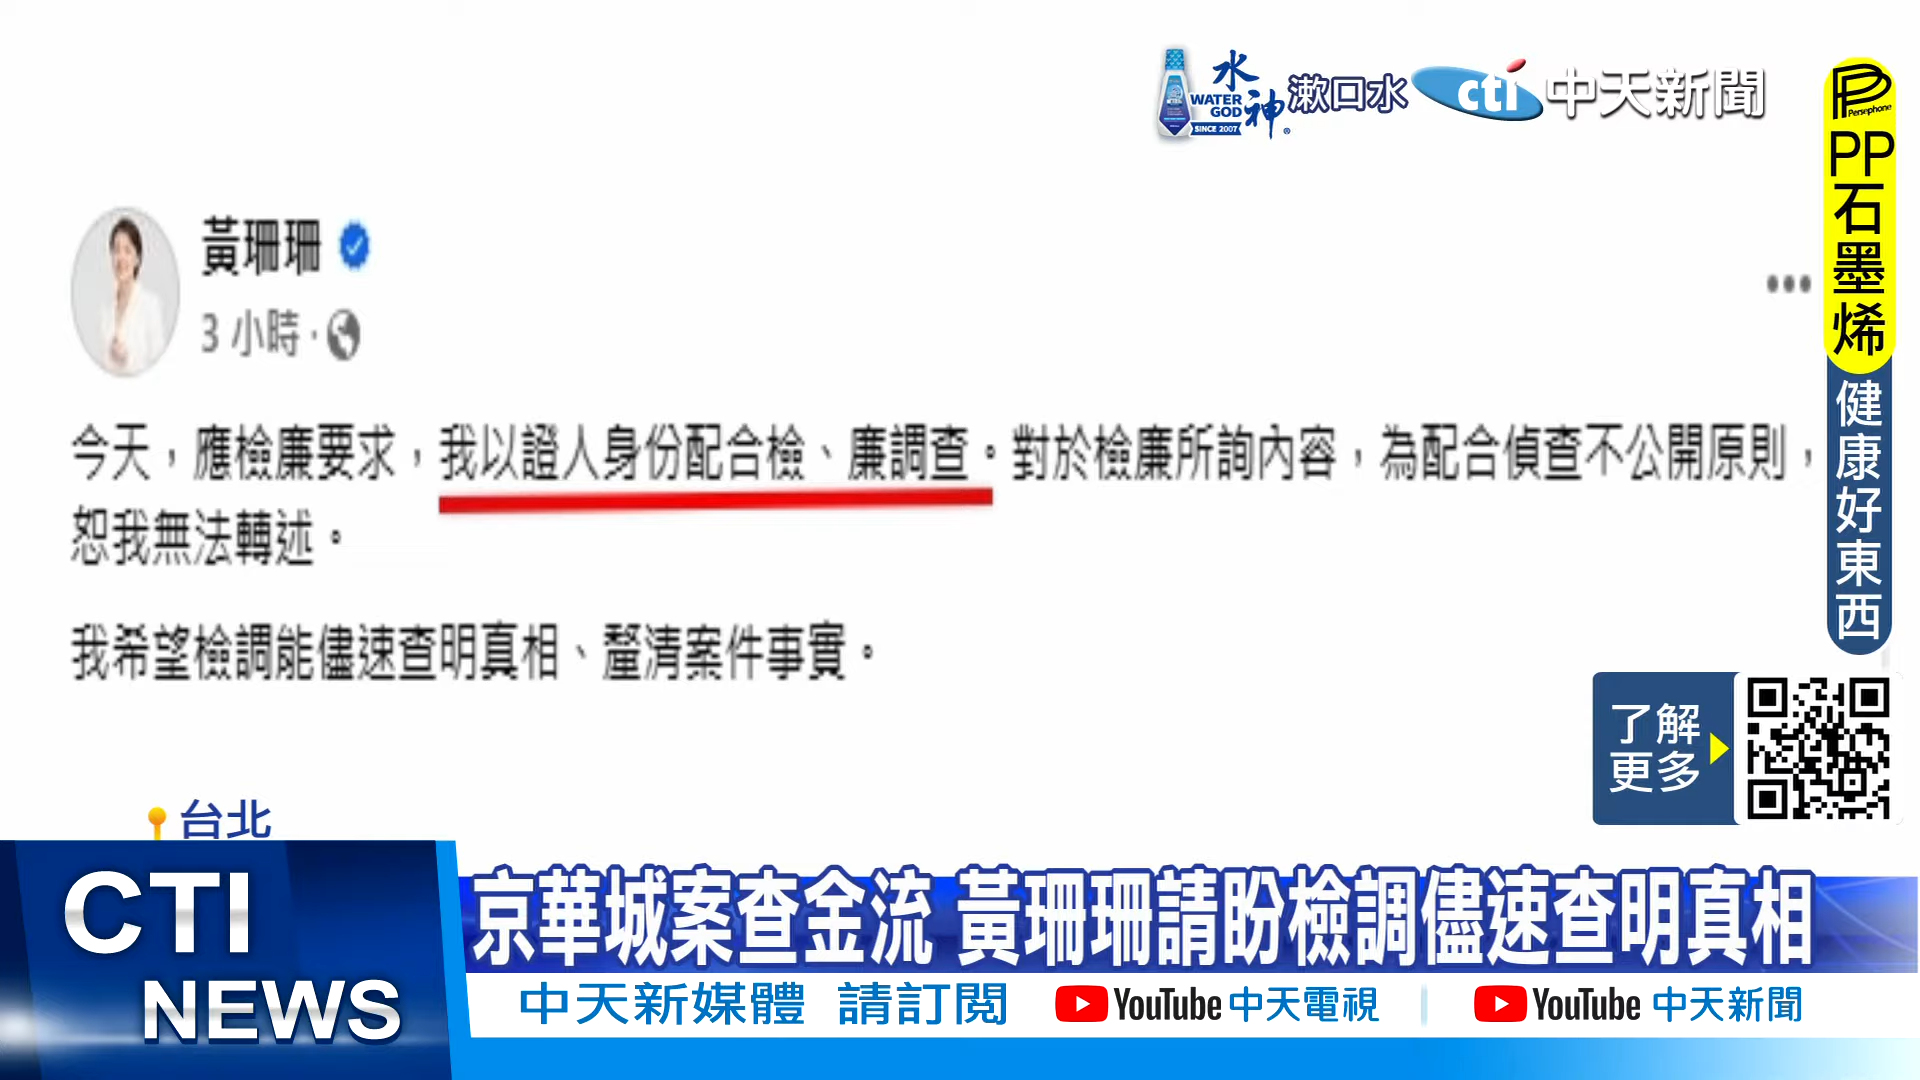 水神
WATER GOD
SINCE 2007
漱口水
cti 中天新聞
Persephone
PP石墨烯
健康好東西
黃珊珊
3 小時
今天，應檢廉要求，我以證人身份配合檢、廉調查。對於檢廉所詢內容，為配合偵查不公開原則，
恕我無法轉述。
我希望檢調能儘速查明真相、釐清案件事實。
了解
更多
台北
CTI
NEWS
京華城案查金流 黃珊珊請盼檢調儘速查明真相
中天新媒體 請訂閱 YouTube 中天電視 YouTube 中天新聞